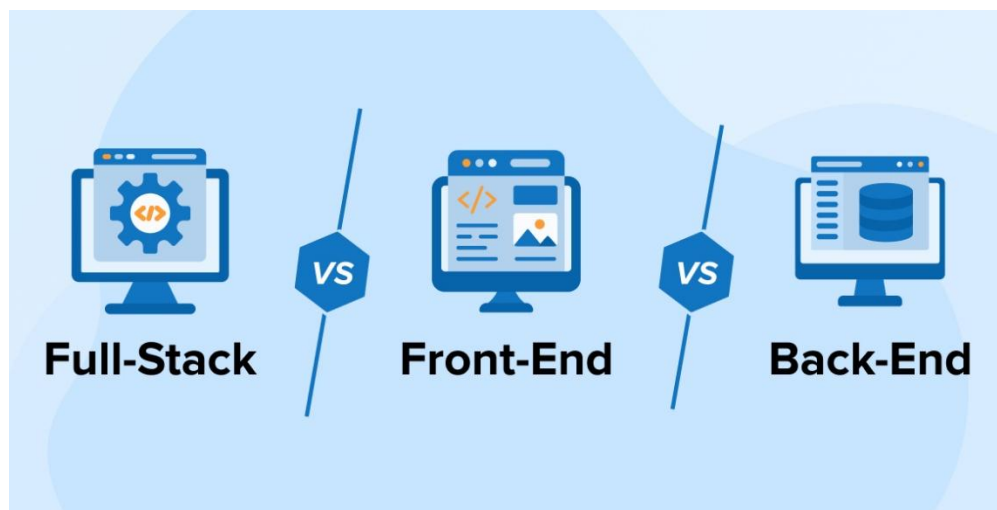 </>
VS
</>
VS
Full-Stack
Front-End
Back-End